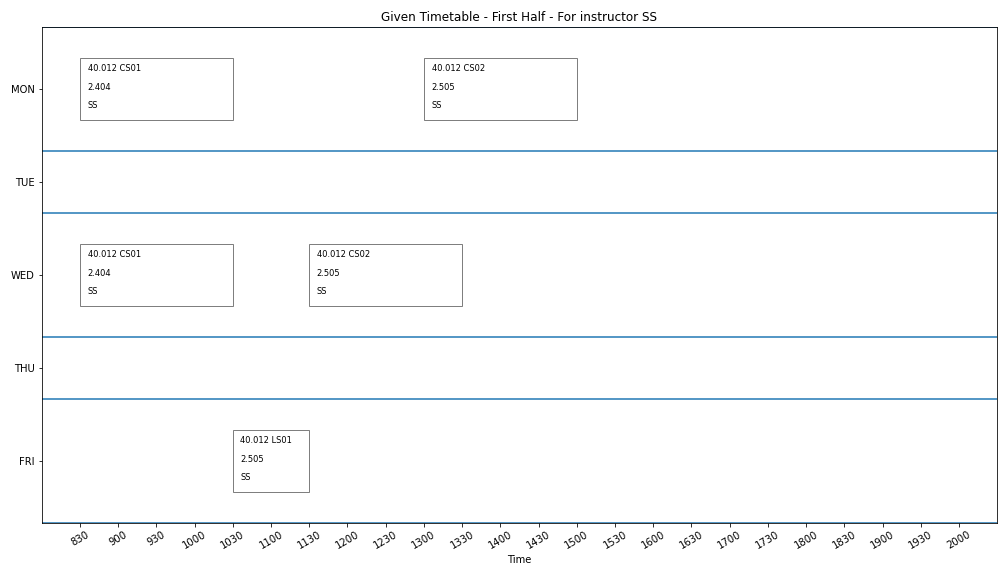 Given Timetable - First Half - For instructor SS
MON
40.012 CS01
2.404
SS
40.012 CS02
2.505
SS
TUE
WED
40.012 CS01
2.404
SS
40.012 CS02
2.505
SS
THU
FRI
40.012 LS01
2.505
SS
830 900 930 1000 1030 1100 1130 1200 1230 1300 1330 1400 1430 1500 1600 1630 1700 1730 1800 1830 1900 1930 2000
Time